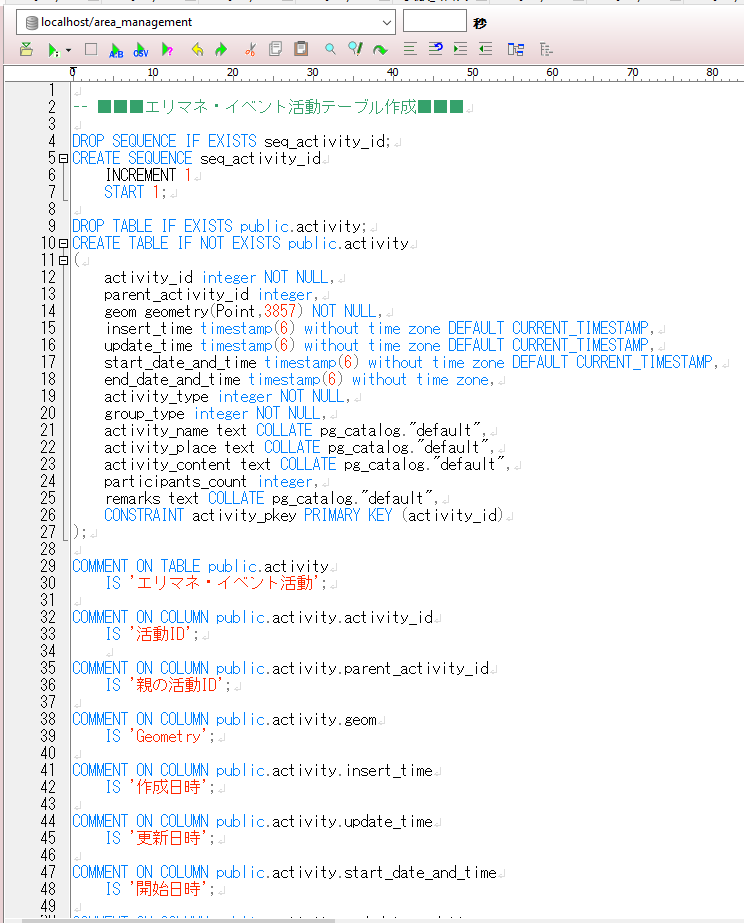 localhost/area_management
秒
0 10 20 30 40 50 60 70 80
1
2 -- ■■■エリマネ・イベント活動テーブル作成■■■
3
4 DROP SEQUENCE IF EXISTS seq_activity_id;
5 CREATE SEQUENCE seq_activity_id
6 INCREMENT 1
7 START 1;
8
9 DROP TABLE IF EXISTS public.activity;
10 CREATE TABLE IF NOT EXISTS public.activity
11 (
12 activity_id integer NOT NULL,
13 parent_activity_id integer,
14 geom geometry(Point,3857) NOT NULL,
15 insert_time timestamp(6) without time zone DEFAULT CURRENT_TIMESTAMP,
16 update_time timestamp(6) without time zone DEFAULT CURRENT_TIMESTAMP,
17 start_date_and_time timestamp(6) without time zone DEFAULT CURRENT_TIMESTAMP,
18 end_date_and_time timestamp(6) without time zone,
19 activity_type integer NOT NULL,
20 group_type integer NOT NULL,
21 activity_name text COLLATE pg_catalog."default",
22 activity_place text COLLATE pg_catalog."default",
23 activity_content text COLLATE pg_catalog."default",
24 participants_count integer,
25 remarks text COLLATE pg_catalog."default",
26 CONSTRAINT activity_pkey PRIMARY KEY (activity_id)
27 );
28
29 COMMENT ON TABLE public.activity
30 IS 'エリマネ・イベント活動';
31
32 COMMENT ON COLUMN public.activity.activity_id
33 IS '活動ID';
34
35 COMMENT ON COLUMN public.activity.parent_activity_id
36 IS '親の活動ID';
37
38 COMMENT ON COLUMN public.activity.geom
39 IS 'Geometry';
40
41 COMMENT ON COLUMN public.activity.insert_time
42 IS '作成日時';
43
44 COMMENT ON COLUMN public.activity.update_time
45 IS '更新日時';
46
47 COMMENT ON COLUMN public.activity.start_date_and_time
48 IS '開始日時';
49